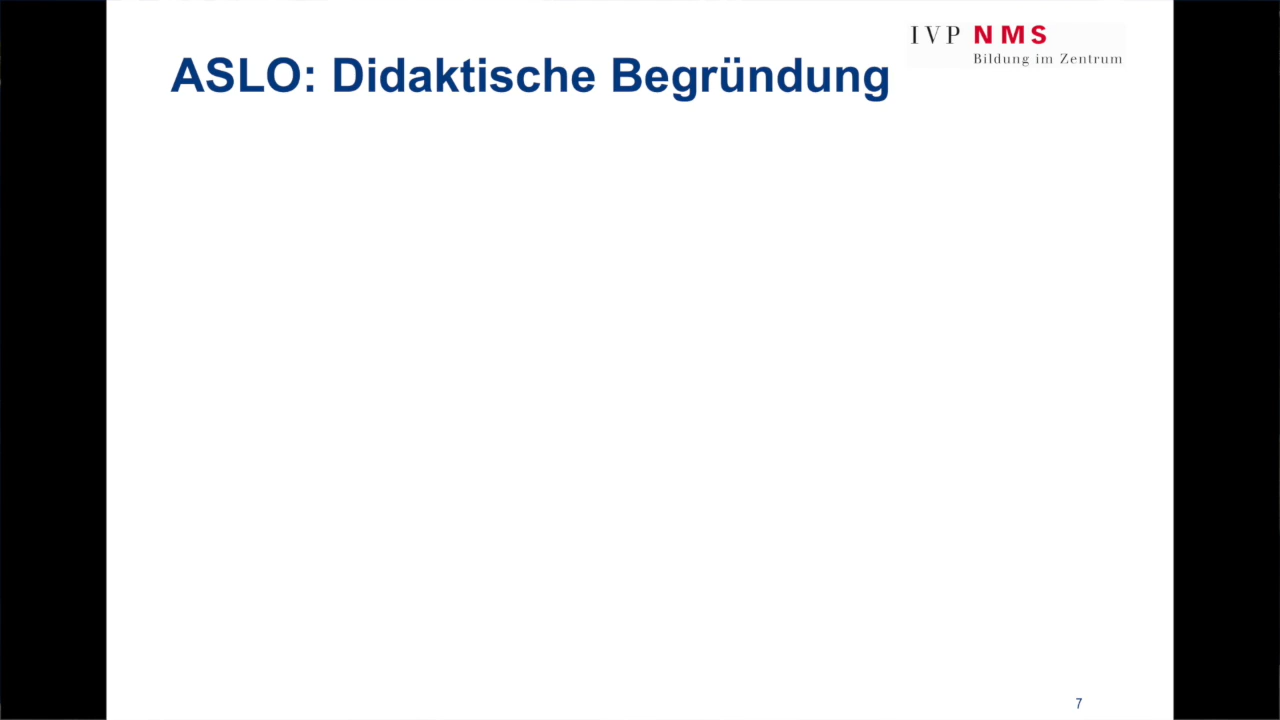 IVP NMS
Bildung im Zentrum
ASLO: Didaktische Begründung
7